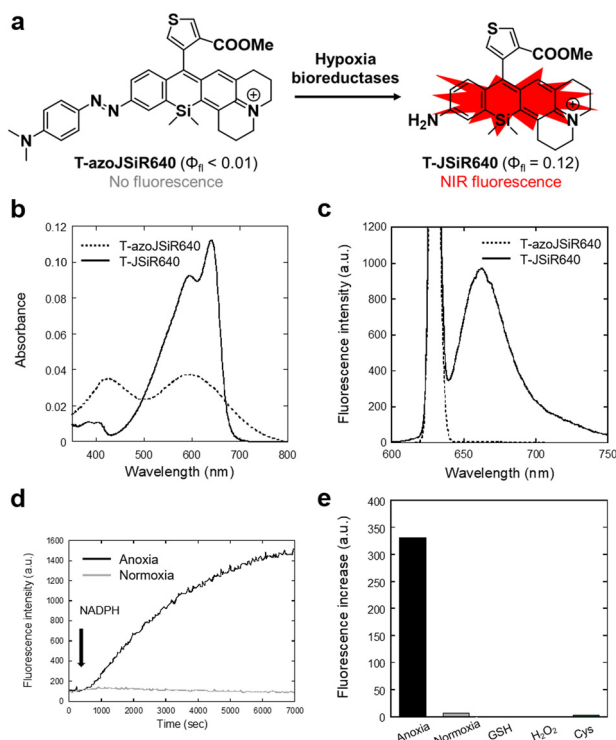 a
S
COOMe
N
N
N
Si
N
+
T-azoJSiR640 (Φfl < 0.01)
No fluorescence
Hypoxia
bioreductases
S
COOMe
H₂N
Si
N
+
T-JSiR640 (Φfl = 0.12)
NIR fluorescence
b
0.12
0.10
0.08
0.06
0.04
0.02
0
Absorbance
T-azoJSiR640
T-JSiR640
400 500 600 700 800
Wavelength (nm)
c
1200
1000
800
600
400
200
0
Fluorescence intensity (a.u.)
T-azoJSiR640
T-JSiR640
600 650 700 750
Wavelength (nm)
d
1600
1400
1200
1000
800
600
400
200
0
Fluorescence intensity (a.u.)
Anoxia
Normoxia
NADPH
0 1000 2000 3000 4000 5000 6000 7000
Time (sec)
e
400
350
300
250
200
150
100
50
0
Fluorescence increase (a.u.)
Anoxia
Normoxia
GSH
H₂O₂
Cys